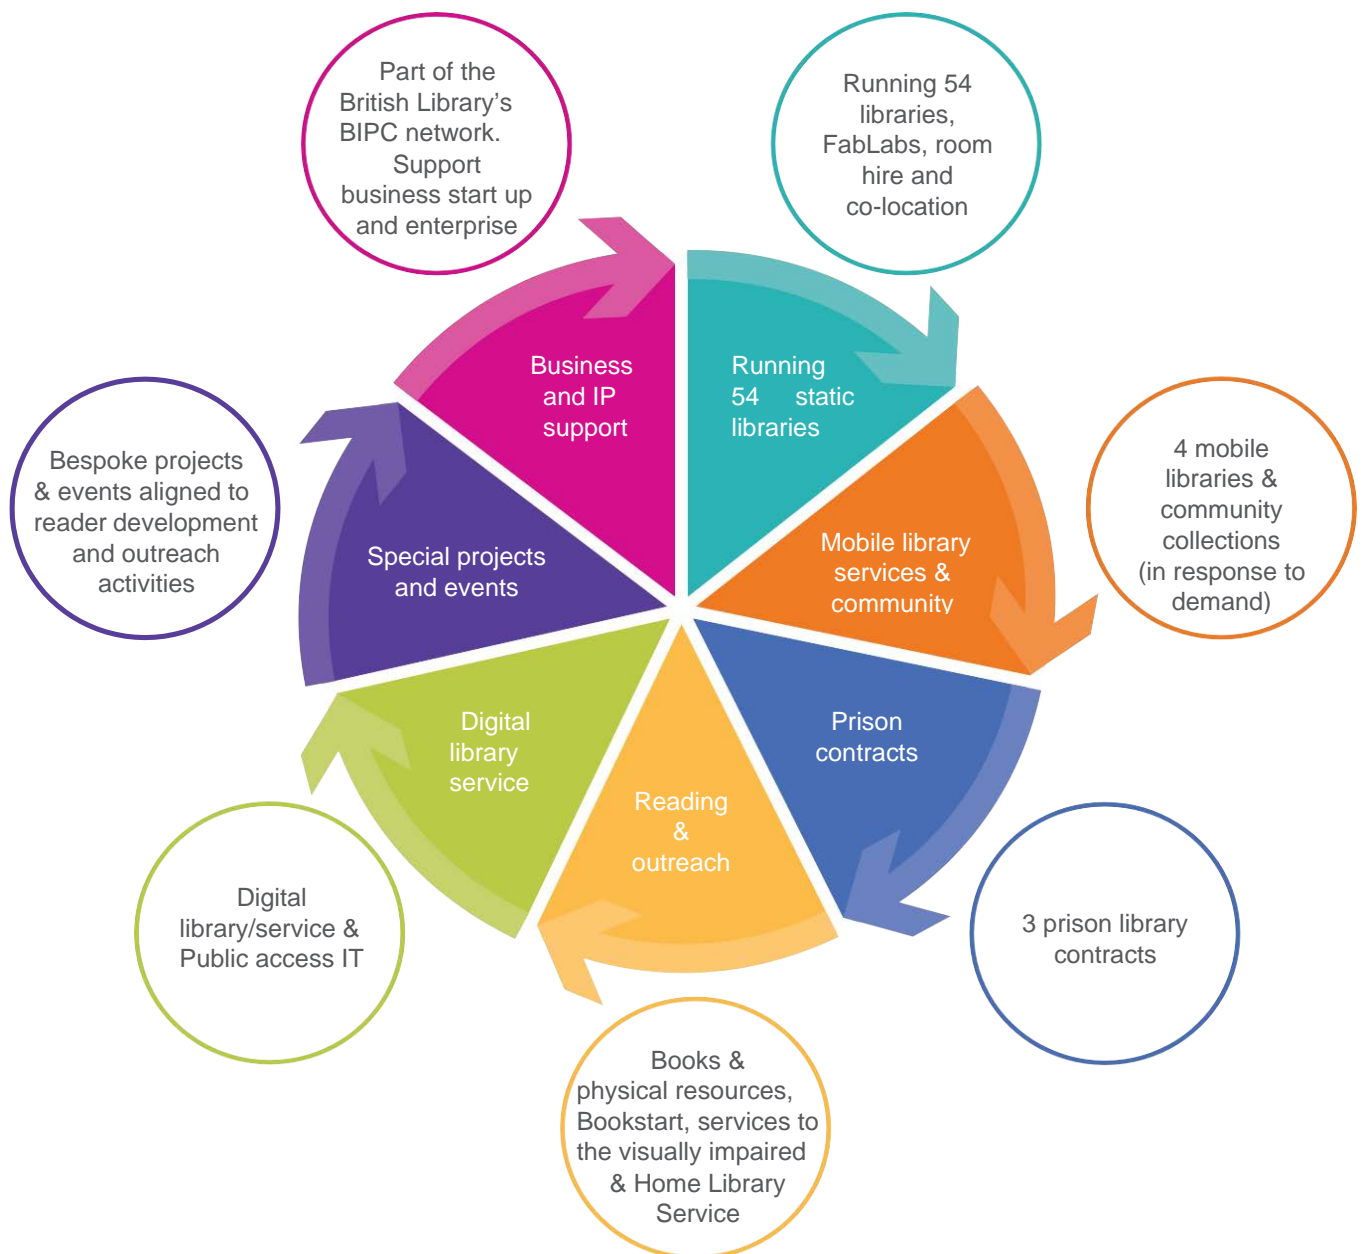 Part of the
British Library’s
BIPC network.
Support
business start up
and enterprise
Running 54
libraries,
FabLabs, room
hire and
co-location
Business
and IP
support
Running
54 static
libraries
Bespoke projects
& events aligned to
reader development
and outreach
activities
Special projects
and events
Mobile library
services &
community
4 mobile
libraries &
community
collections
(in response to
demand)
Digital
library
service
Prison
contracts
Reading
&
outreach
Digital
library/service &
Public access IT
3 prison library
contracts
Books &
physical resources,
Bookstart, services to
the visually impaired
& Home Library
Service